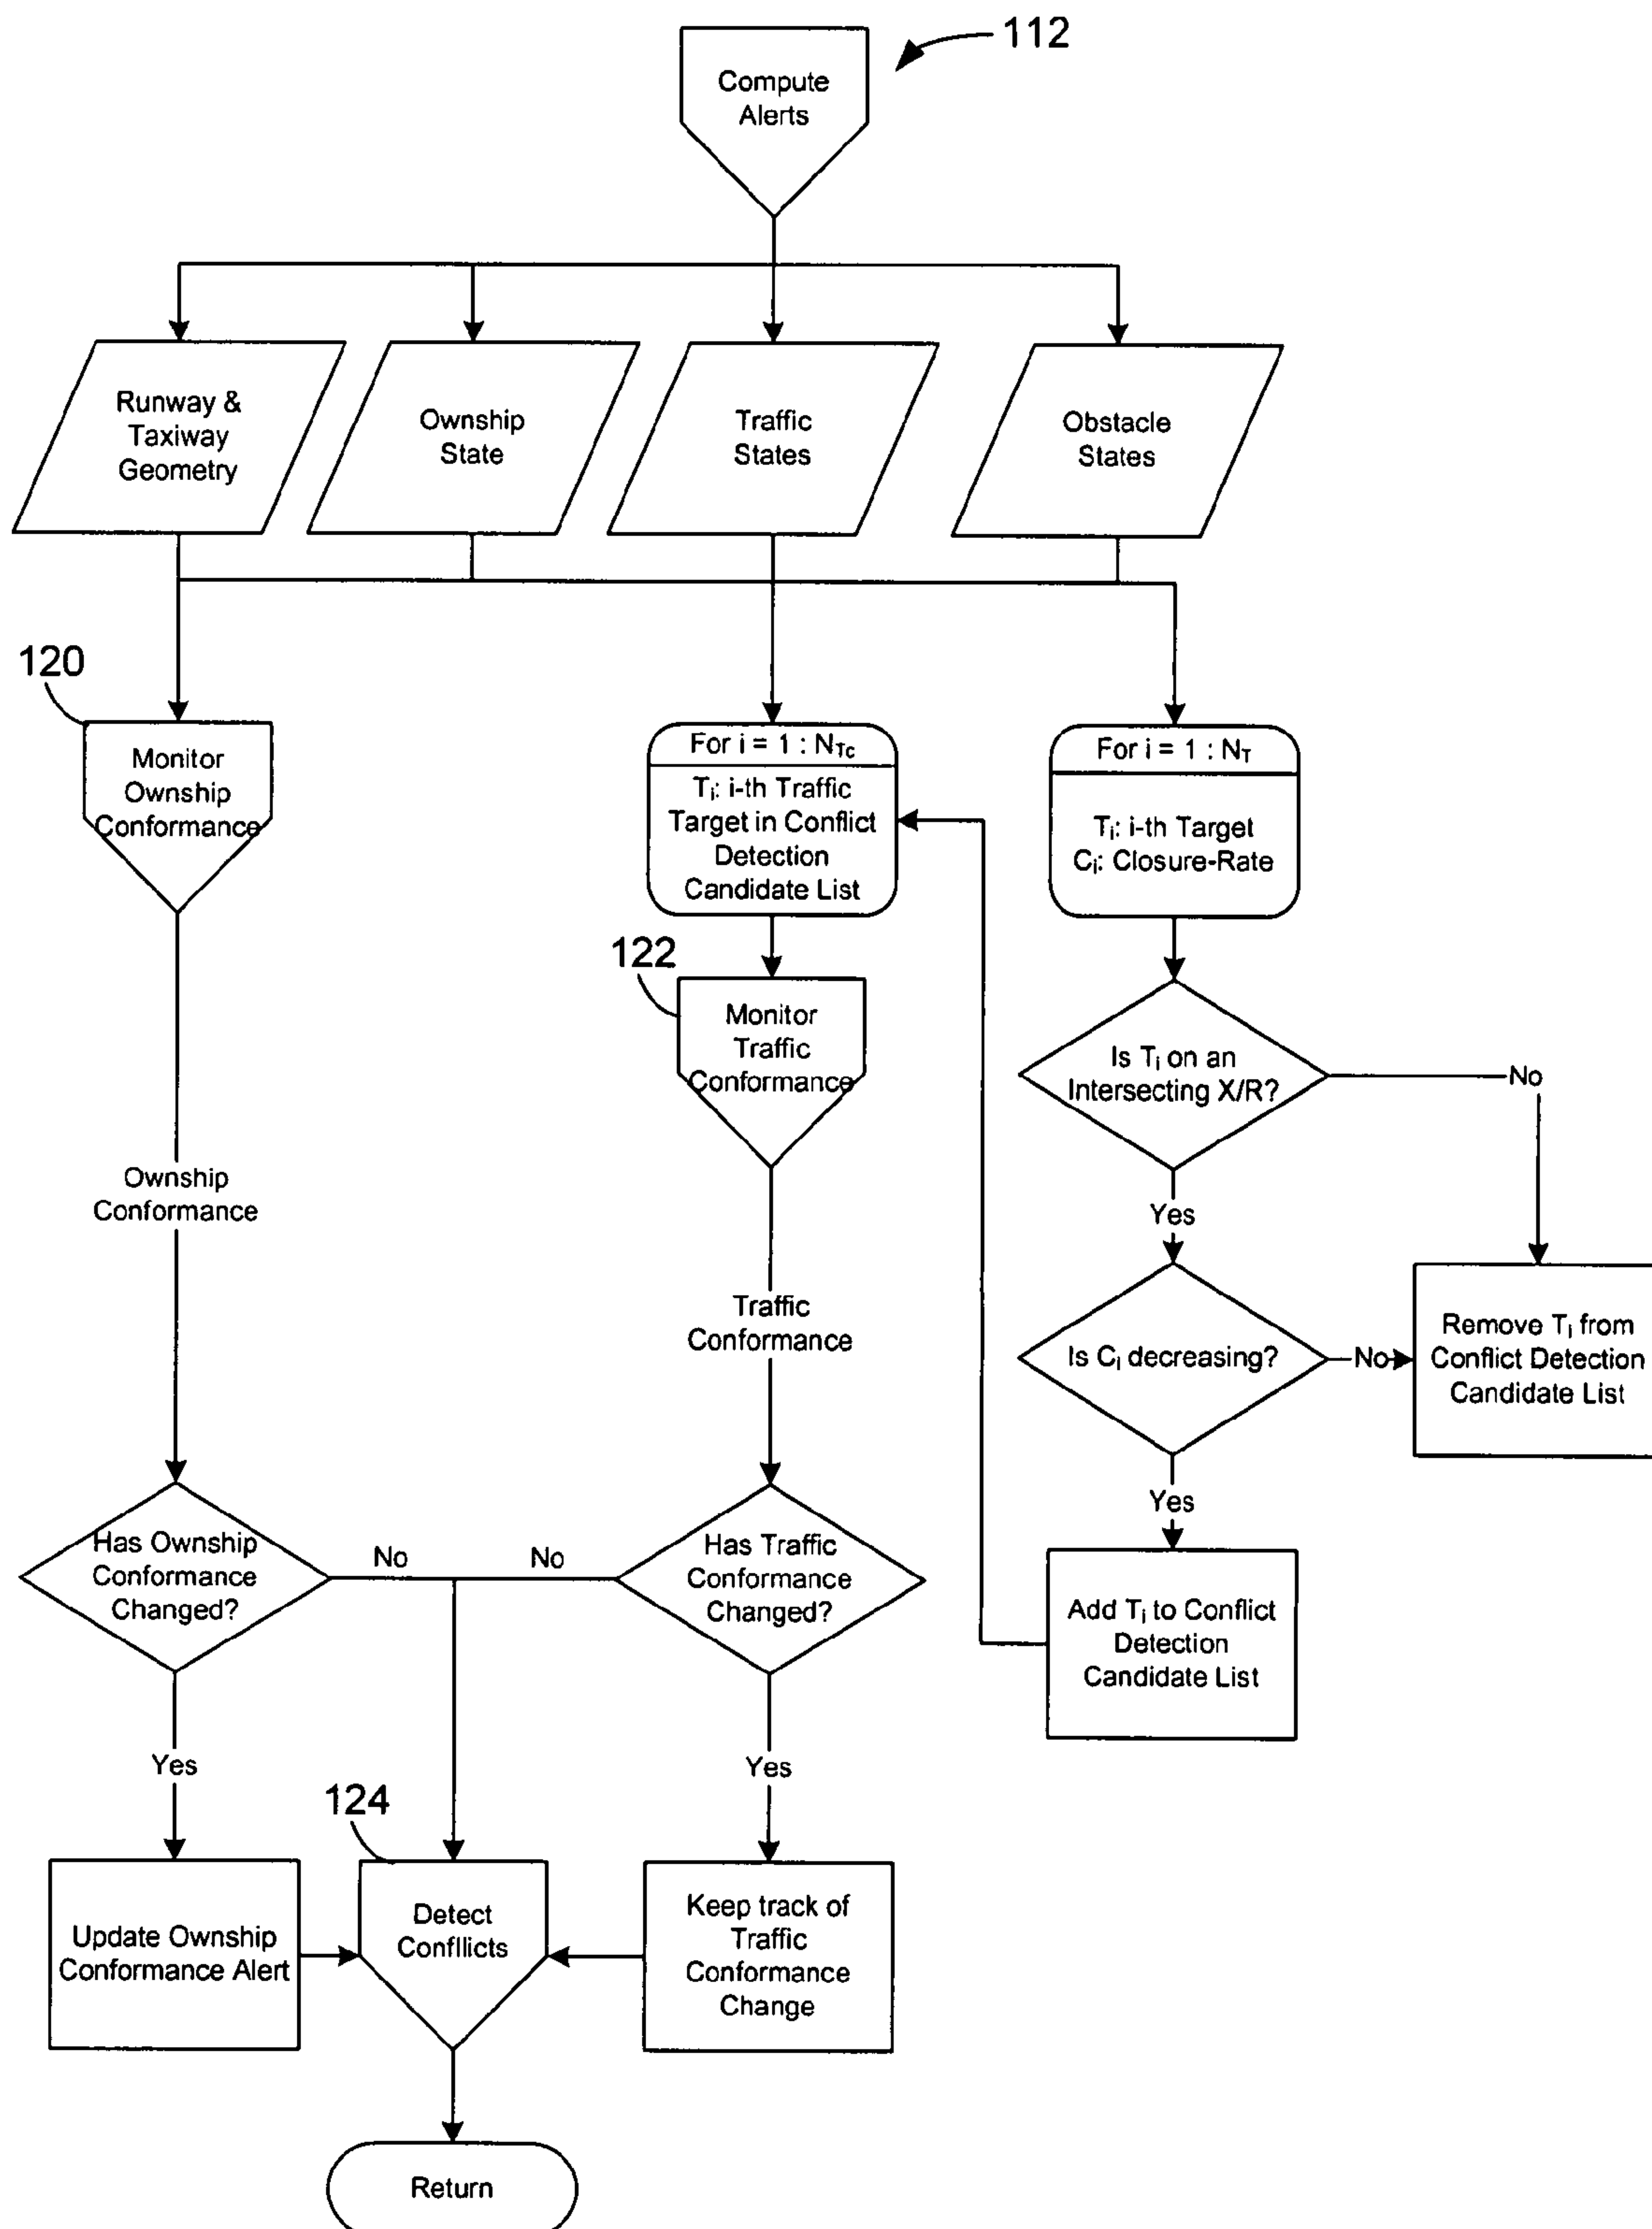 112
Compute
Alerts
Runway &
Taxiway
Geometry
Ownship
State
Traffic
States
Obstacle
States
120
Monitor
Ownship
Conformance
For i = 1 : NTc
Ti: i-th Traffic
Target in Conflict
Detection
Candidate List
For i = 1 : NT
Ti: i-th Target
Ci: Closure-Rate
122
Monitor
Traffic
Conformance
Is Ti on an
Intersecting X/R?
No
Yes
Ownship
Conformance
Traffic
Conformance
Is Ci decreasing?
No
Remove Ti from
Conflict Detection
Candidate List
Yes
Has Ownship
Conformance
Changed?
No
No
Has Traffic
Conformance
Changed?
Add Ti to Conflict
Detection
Candidate List
Yes
Yes
124
Update Ownship
Conformance Alert
Detect
Confllicts
Keep track of
Traffic
Conformance
Change
Return